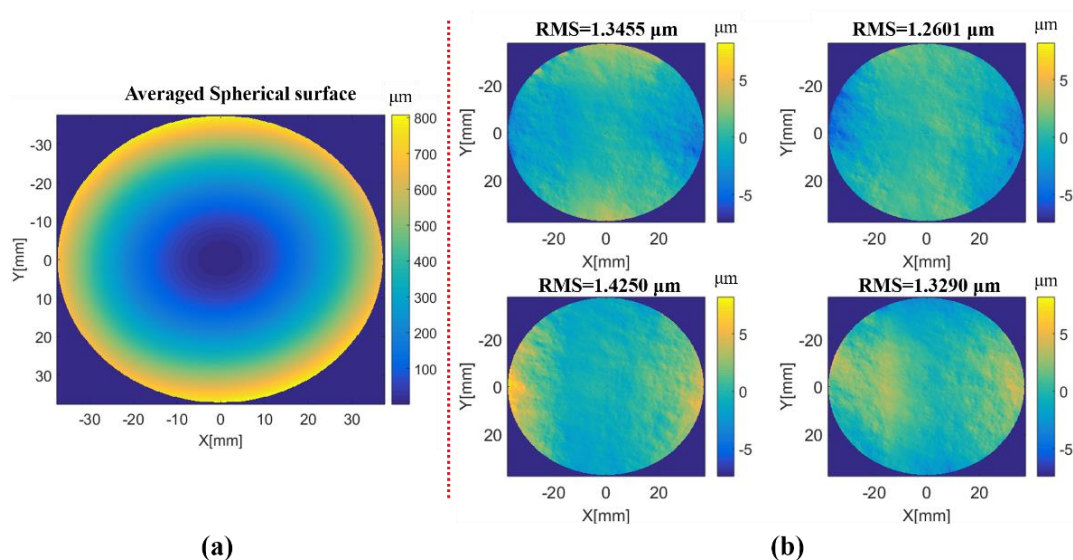 Averaged Spherical surface
μm
800
700
600
500
400
300
200
100
-30
-20
-10
0
10
20
30
Y[mm]
-30 -20 -10 0 10 20 30
X[mm]
(a)
RMS=1.3455 μm
μm
5
0
-5
-20
0
20
Y[mm]
-20 0 20
X[mm]
RMS=1.2601 μm
μm
5
0
-5
-20
0
20
Y[mm]
-20 0 20
X[mm]
RMS=1.4250 μm
μm
5
0
-5
-20
0
20
Y[mm]
-20 0 20
X[mm]
RMS=1.3290 μm
μm
5
0
-5
-20
0
20
Y[mm]
-20 0 20
X[mm]
(b)